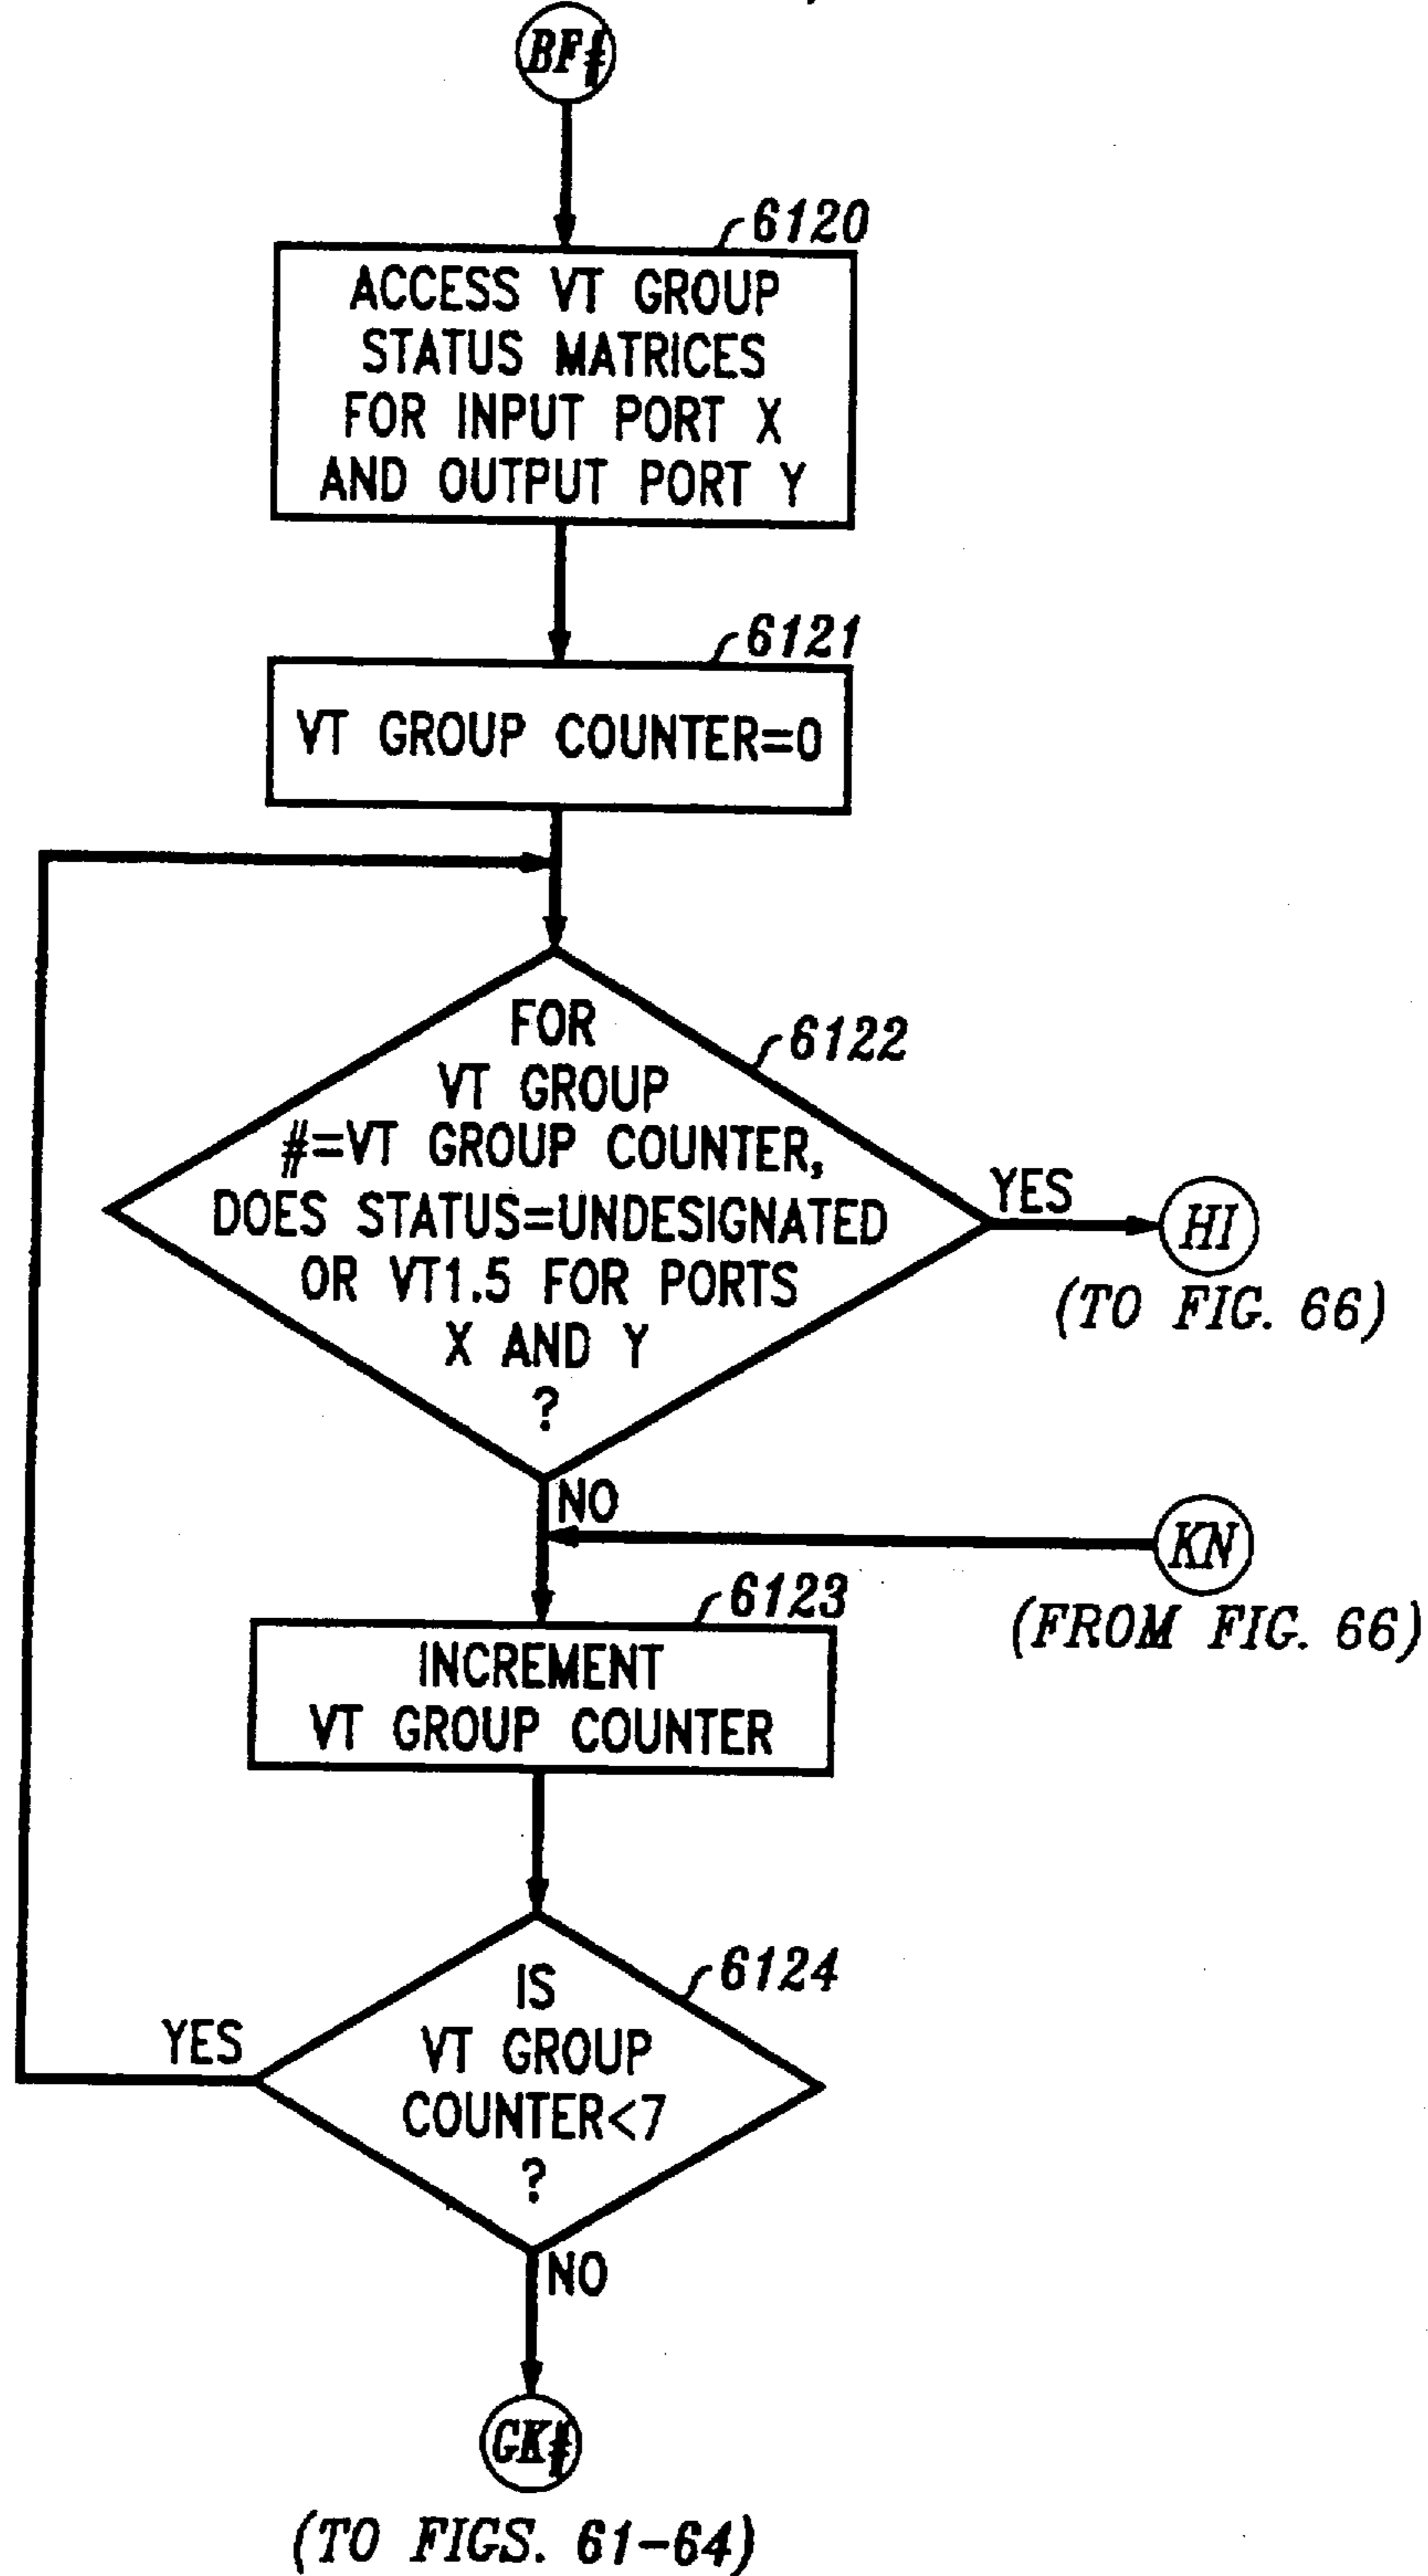 BF#
6120
ACCESS VT GROUP
STATUS MATRICES
FOR INPUT PORT X
AND OUTPUT PORT Y
6121
VT GROUP COUNTER=0
FOR
VT GROUP
#=VT GROUP COUNTER,
DOES STATUS=UNDESIGNATED
OR VT1.5 FOR PORTS
X AND Y
?
6122
YES
HI
(TO FIG. 66)
NO
KN
(FROM FIG. 66)
6123
INCREMENT
VT GROUP COUNTER
6124
IS
VT GROUP
COUNTER<7
?
YES
NO
GK#
(TO FIGS. 61-64)